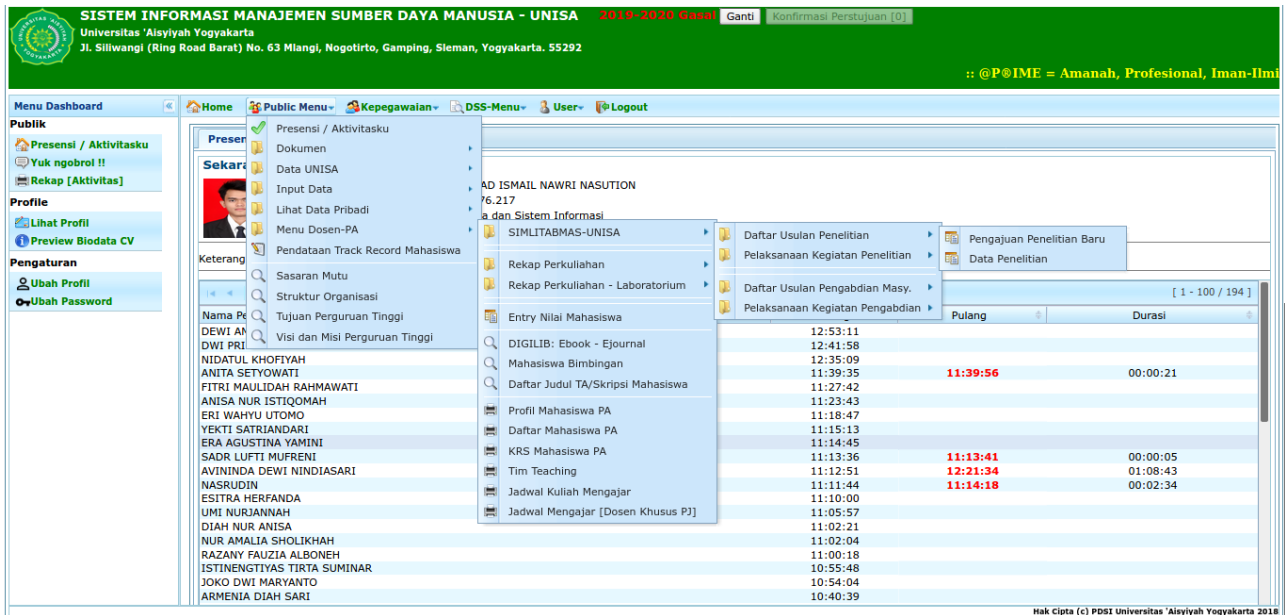 SISTEM INFORMASI MANAJEMEN SUMBER DAYA MANUSIA - UNISA 2019-2020 Gasal Ganti Konfirmasi Perstujuan [0]
Universitas 'Aisyiyah Yogyakarta
Jl. Siliwangi (Ring Road Barat) No. 63 Mlangi, Nogotirto, Gamping, Sleman, Yogyakarta. 55292
:: @P®IME = Amanah, Profesional, Iman-Ilmi
Menu Dashboard
Home Public Menu Kepegawaian DSS-Menu User Logout
Publik
Presensi / Aktivitasku
Yuk ngobrol !!
Rekap [Aktivitas]
Profile
Lihat Profil
Preview Biodata CV
Pengaturan
Ubah Profil
Ubah Password
Presensi / Aktivitasku
Dokumen
Data UNISA
Input Data
Lihat Data Pribadi
Menu Dosen-PA
Pendataan Track Record Mahasiswa
Sasaran Mutu
Struktur Organisasi
Tujuan Perguruan Tinggi
Visi dan Misi Perguruan Tinggi
Presen
Sekara
AD ISMAIL NAWRI NASUTION
76.217
a dan Sistem Informasi
Keterang
SIMLITABMAS-UNISA
Rekap Perkuliahan
Rekap Perkuliahan - Laboratorium
Entry Nilai Mahasiswa
DIGILIB: Ebook - Ejournal
Mahasiswa Bimbingan
Daftar Judul TA/Skripsi Mahasiswa
Profil Mahasiswa PA
Daftar Mahasiswa PA
KRS Mahasiswa PA
Tim Teaching
Jadwal Kuliah Mengajar
Jadwal Mengajar [Dosen Khusus PJ]
Daftar Usulan Penelitian
Pelaksanaan Kegiatan Penelitian
Daftar Usulan Pengabdian Masy.
Pelaksanaan Kegiatan Pengabdian
Pengajuan Penelitian Baru
Data Penelitian
[ 1 - 100 / 194 ]
Nama Pe Pulang Durasi
DEWI AN 12:53:11
DWI PRI 12:41:58
NIDATUL KHOFIYAH 12:35:09
ANITA SETYOWATI 11:39:35 11:39:56 00:00:21
FITRI MAULIDAH RAHMAWATI 11:27:42
ANISA NUR ISTIQOMAH 11:23:43
ERI WAHYU UTOMO 11:18:47
YEKTI SATRIANDARI 11:15:13
ERA AGUSTINA YAMINI 11:14:45
SADR LUFTI MUFRENI 11:13:36 11:13:41 00:00:05
AVININDA DEWI NINDIASARI 11:12:51 12:21:34 01:08:43
NASRUDIN 11:11:44 11:14:18 00:02:34
ESITRA HERFANDA 11:10:00
UMI NURJANNAH 11:05:57
DIAH NUR ANISA 11:02:21
NUR AMALIA SHOLIKHAH 11:02:04
RAZANY FAUZIA ALBONEH 11:00:18
ISTINENGTIYAS TIRTA SUMINAR 10:55:48
JOKO DWI MARYANTO 10:54:04
ARMENIA DIAH SARI 10:40:39
Hak Cipta (c) PDSI Universitas 'Aisyiyah Yogyakarta 2018